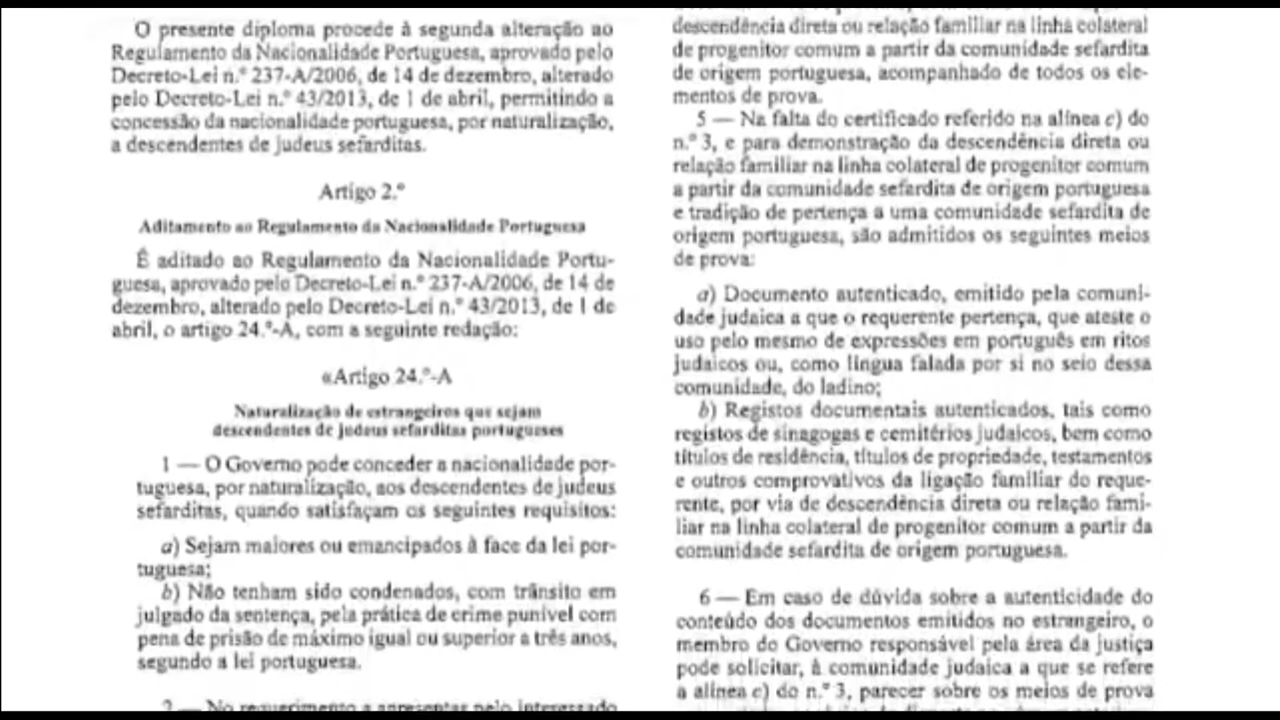 O presente diploma procede à segunda alteração ao
Regulamento da Nacionalidade Portuguesa, aprovado pelo
Decreto-Lei n.º 237-A/2006, de 14 de dezembro, alterado
pelo Decreto-Lei n.º 43/2013, de 1 de abril, permitindo a
concessão da nacionalidade portuguesa, por naturalização,
a descendentes de judeus sefarditas.
Artigo 2.º
Aditamento ao Regulamento da Nacionalidade Portuguesa
É aditado ao Regulamento da Nacionalidade Portu-
guesa, aprovado pelo Decreto-Lei n.º 237-A/2006, de 14 de
dezembro, alterado pelo Decreto-Lei n.º 43/2013, de 1 de
abril, o artigo 24.º-A, com a seguinte redação:
«Artigo 24.º-A
Naturalização de estrangeiros que sejam
descendentes de judeus sefarditas portugueses
1 — O Governo pode conceder a nacionalidade por-
tuguesa, por naturalização, aos descendentes de judeus
sefarditas, quando satisfaçam os seguintes requisitos:
a) Sejam maiores ou emancipados à face da lei por-
tuguesa;
b) Não tenham sido condenados, com trânsito em
julgado da sentença, pela prática de crime punível com
pena de prisão de máximo igual ou superior a três anos,
segundo a lei portuguesa.
2 — No requerimento a apresentar pelo interessado
descendência direta ou relação familiar na linha colateral
de progenitor comum a partir da comunidade sefardita
de origem portuguesa, acompanhado de todos os ele-
mentos de prova.
5 — Na falta do certificado referido na alínea c) do
n.º 3, e para demonstração da descendência direta ou
relação familiar na linha colateral de progenitor comum
a partir da comunidade sefardita de origem portuguesa
e tradição de pertença a uma comunidade sefardita de
origem portuguesa, são admitidos os seguintes meios
de prova:
a) Documento autenticado, emitido pela comuni-
dade judaica a que o requerente pertença, que ateste o
uso pelo mesmo de expressões em português em ritos
judaicos ou, como língua falada por si no seio dessa
comunidade, do ladino;
b) Registos documentais autenticados, tais como
registos de sinagogas e cemitérios judaicos, bem como
títulos de residência, títulos de propriedade, testamentos
e outros comprovativos da ligação familiar do reque-
rente, por via de descendência direta ou relação fami-
liar na linha colateral de progenitor comum a partir da
comunidade sefardita de origem portuguesa.
6 — Em caso de dúvida sobre a autenticidade do
conteúdo dos documentos emitidos no estrangeiro, o
membro do Governo responsável pela área da justiça
pode solicitar, à comunidade judaica a que se refere
a alínea c) do n.º 3, parecer sobre os meios de prova